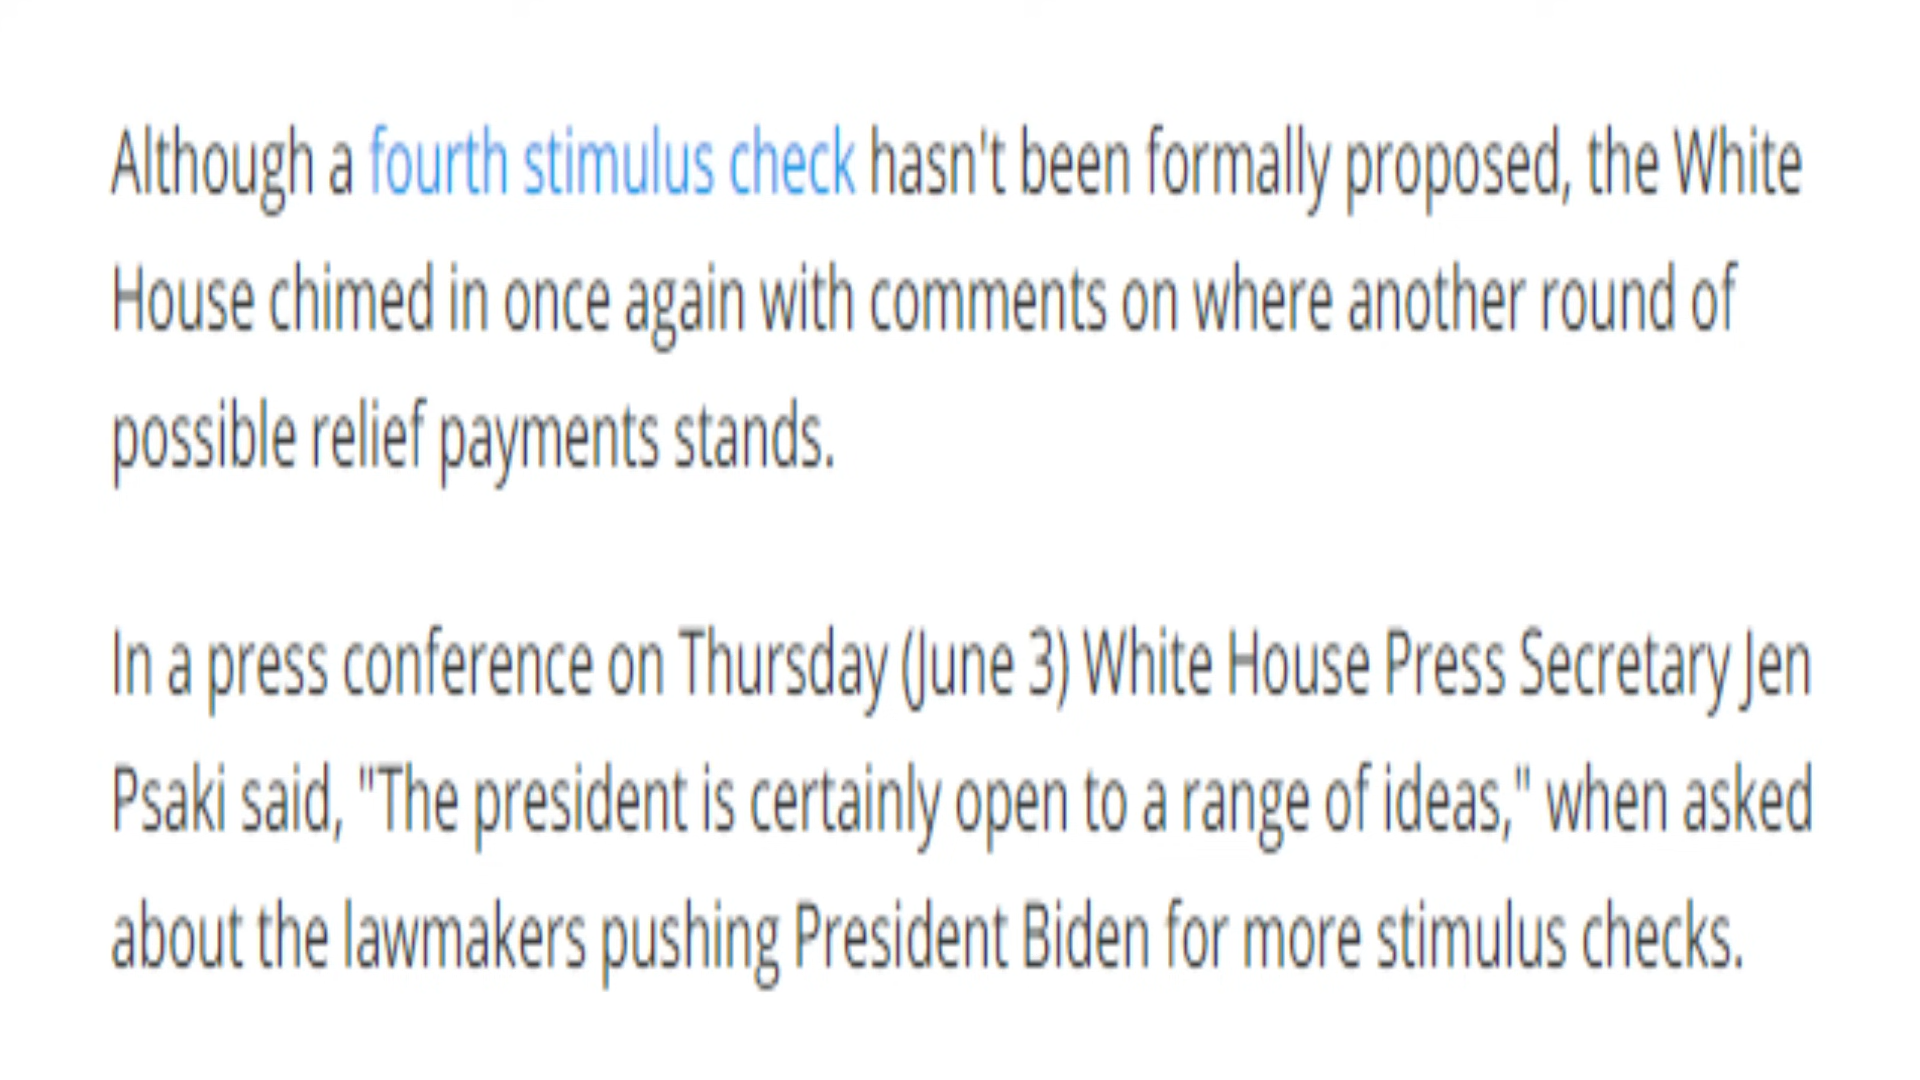 Although a fourth stimulus check hasn't been formally proposed, the White
House chimed in once again with comments on where another round of
possible relief payments stands.
In a press conference on Thursday (June 3) White House Press Secretary Jen
Psaki said, "The president is certainly open to a range of ideas," when asked
about the lawmakers pushing President Biden for more stimulus checks.